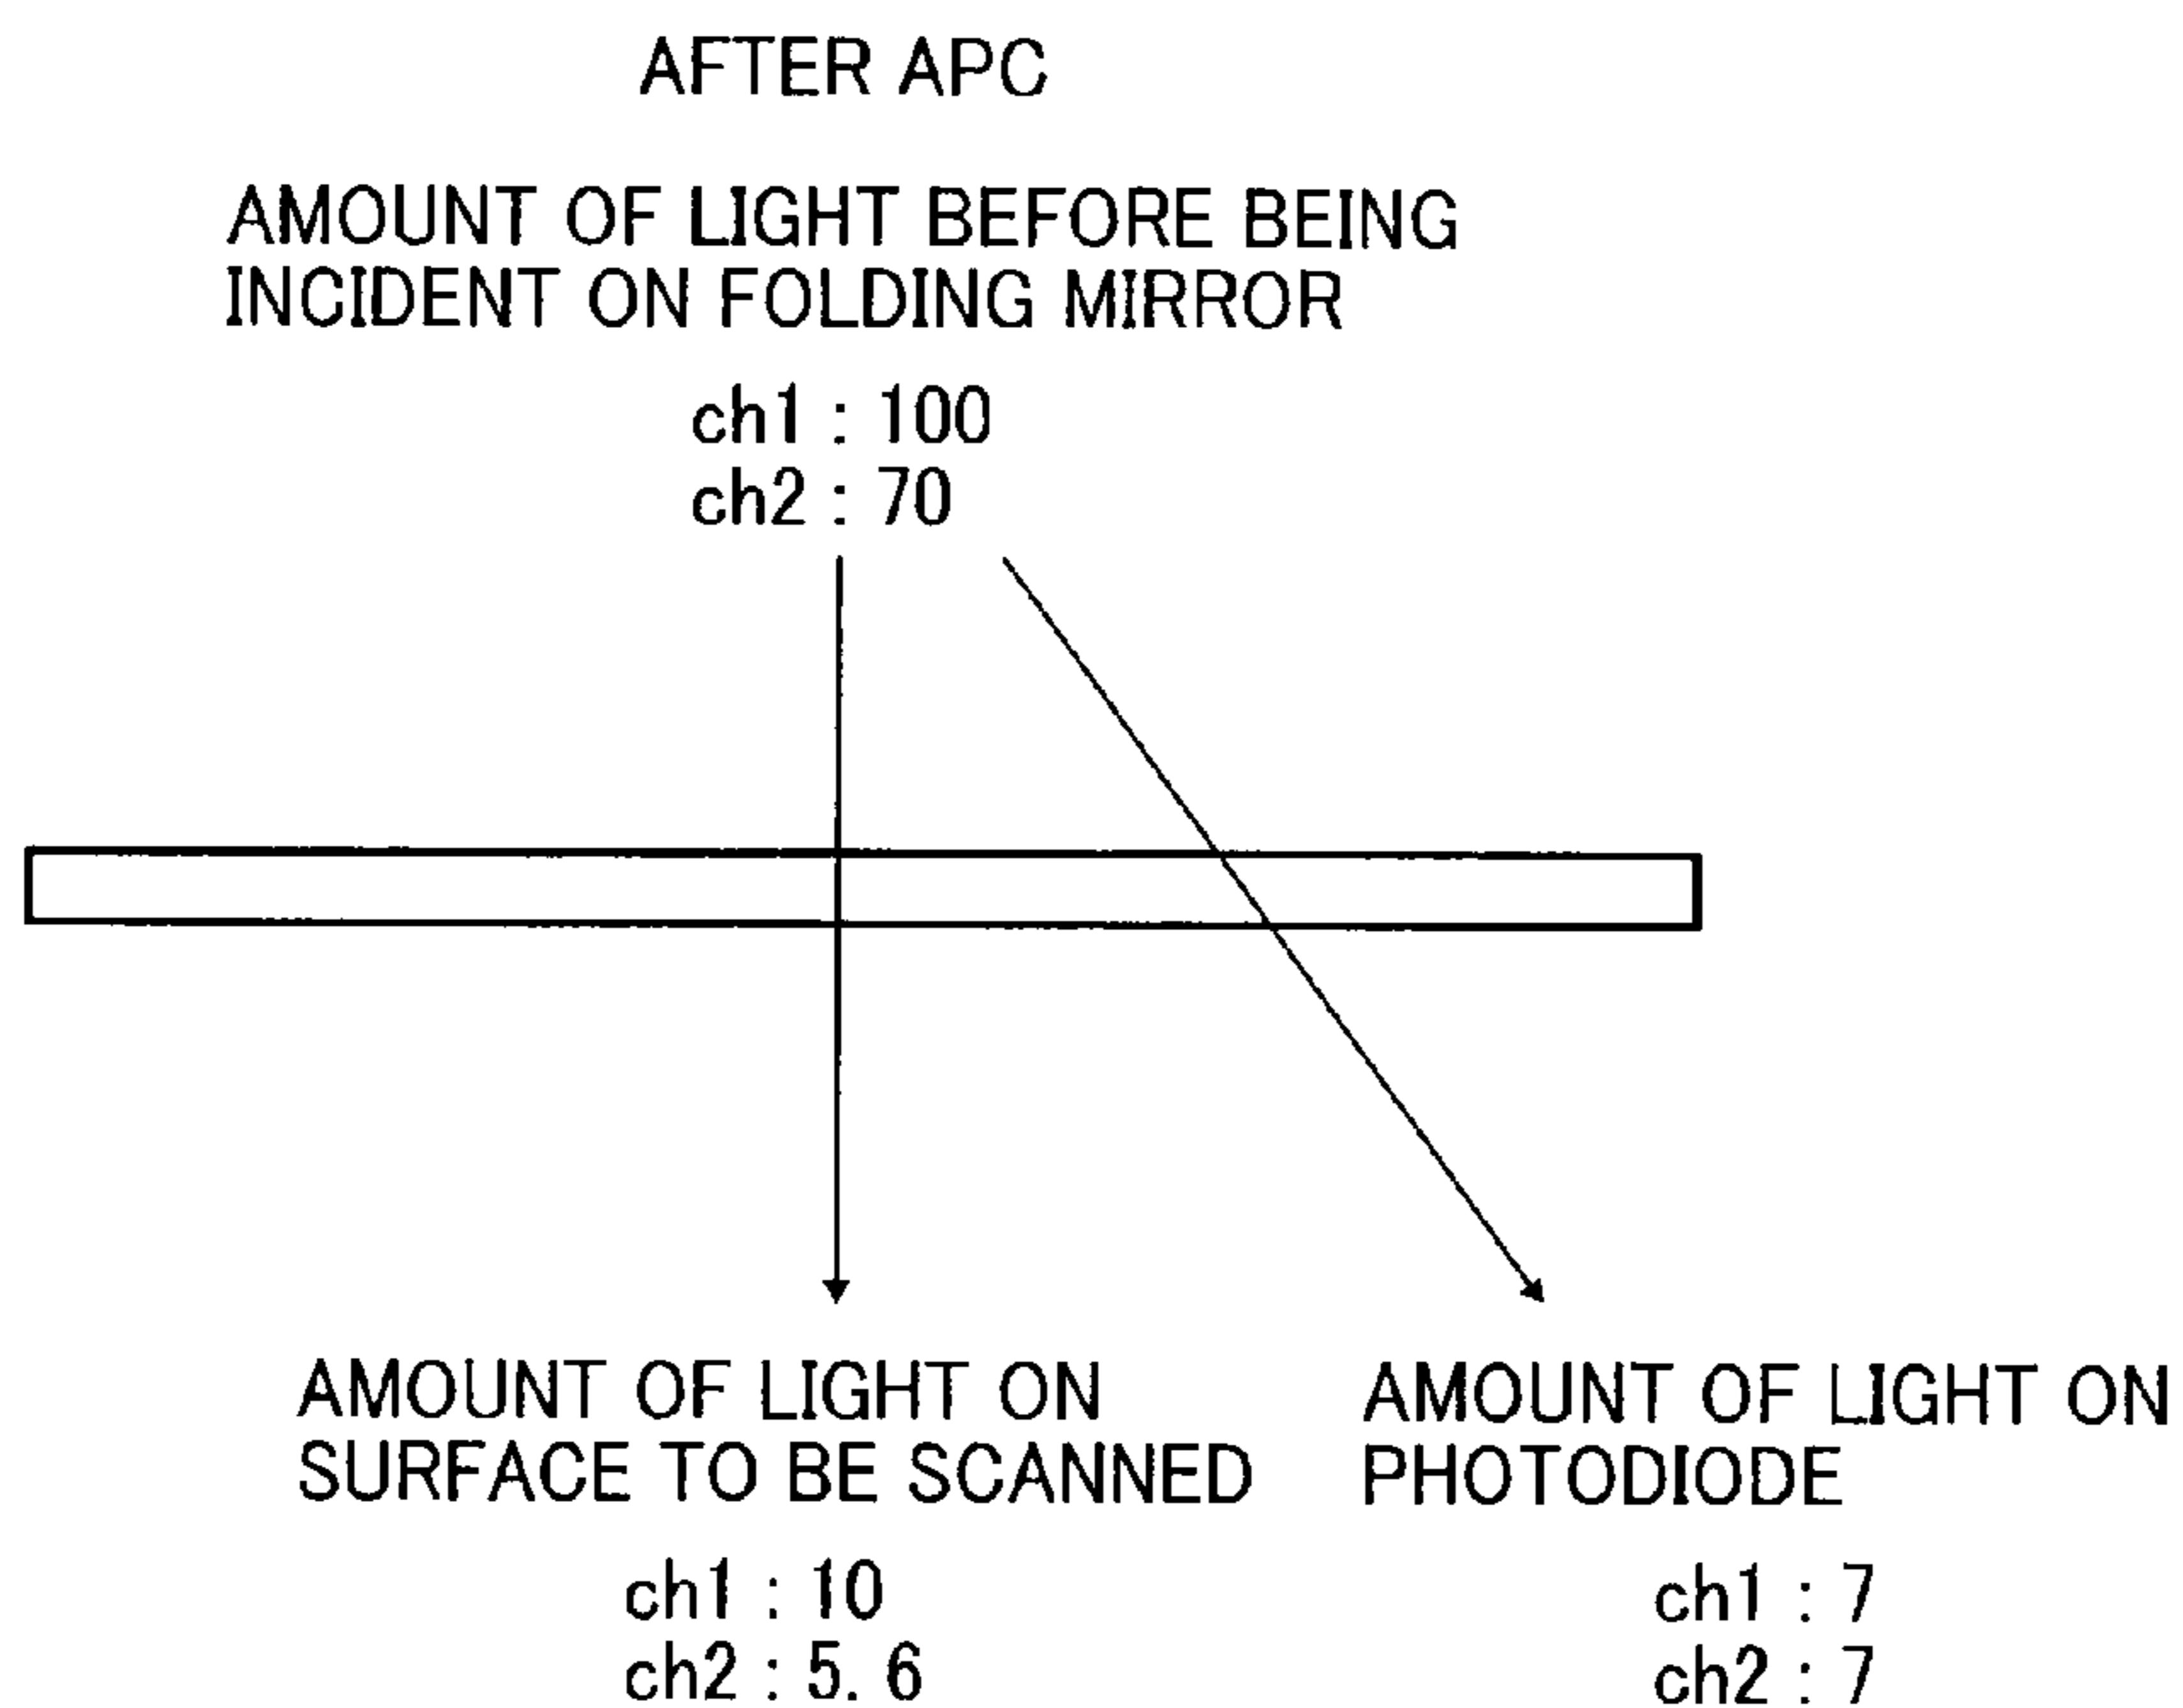 AFTER APC
AMOUNT OF LIGHT BEFORE BEING
INCIDENT ON FOLDING MIRROR
ch1 : 100
ch2 : 70
AMOUNT OF LIGHT ON
SURFACE TO BE SCANNED
ch1 : 10
ch2 : 5. 6
AMOUNT OF LIGHT ON
PHOTODIODE
ch1 : 7
ch2 : 7